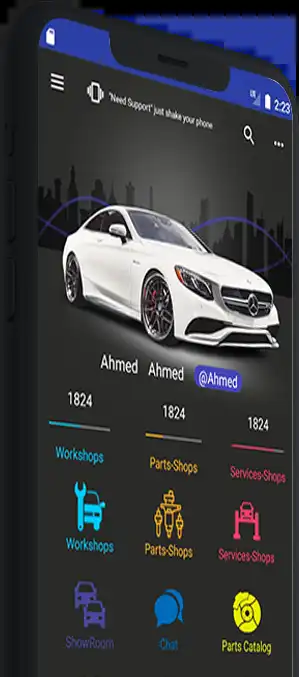 LTE 2:23
"Need Support" just shake your phone
Ahmed Ahmed @Ahmed
1824 1824 1824
Workshops Parts-Shops Services-Shops
Workshops Parts-Shops Services-Shops
ShowRoom Chat Parts Catalog